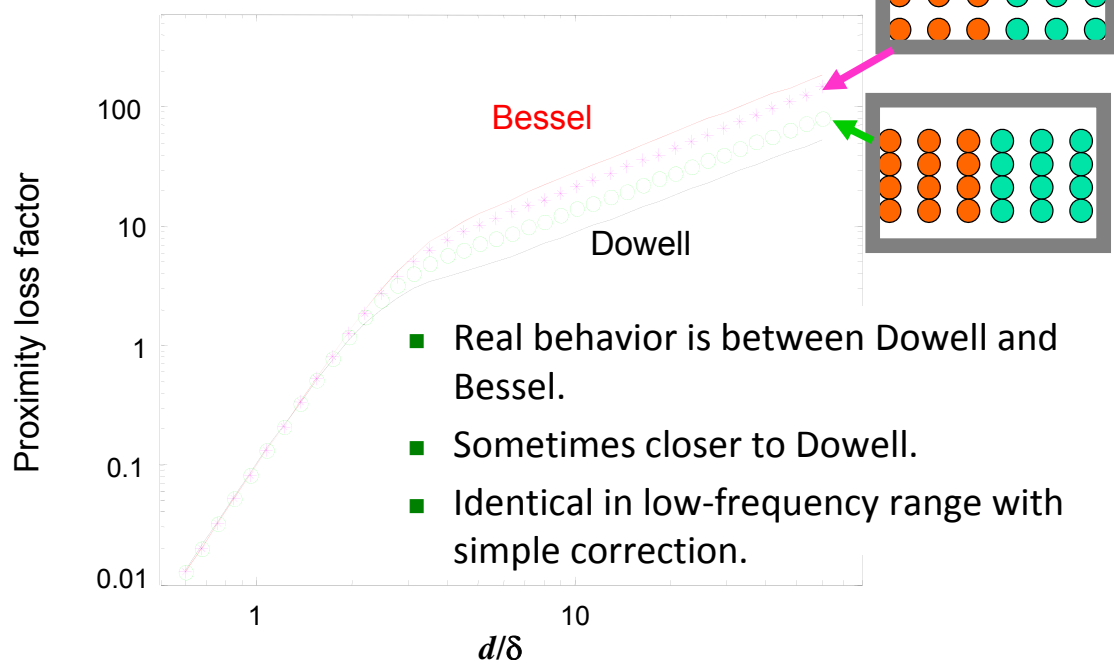 Proximity loss factor
100
10
1
0.1
0.01
1
10
d/δ
Bessel
Dowell
■ Real behavior is between Dowell and
Bessel.
■ Sometimes closer to Dowell.
■ Identical in low-frequency range with
simple correction.